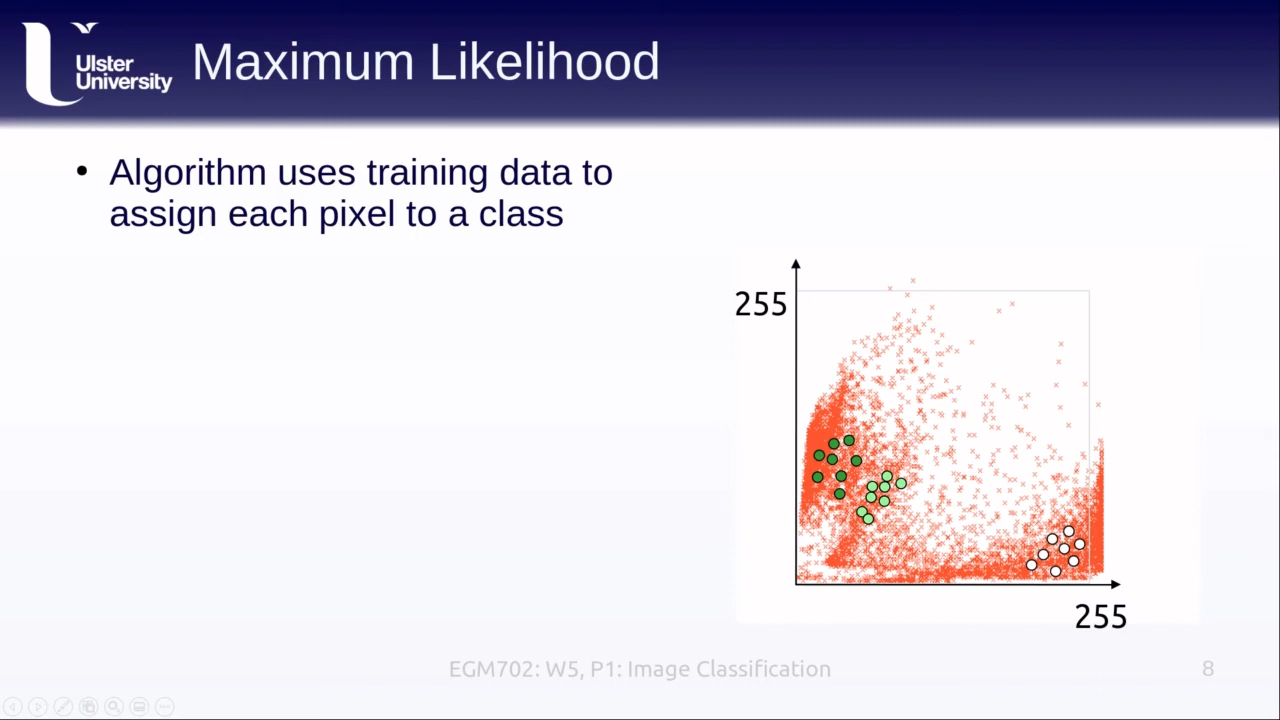 Ulster
University
Maximum Likelihood
• Algorithm uses training data to
assign each pixel to a class
255
255
EGM702: W5, P1: Image Classification
8